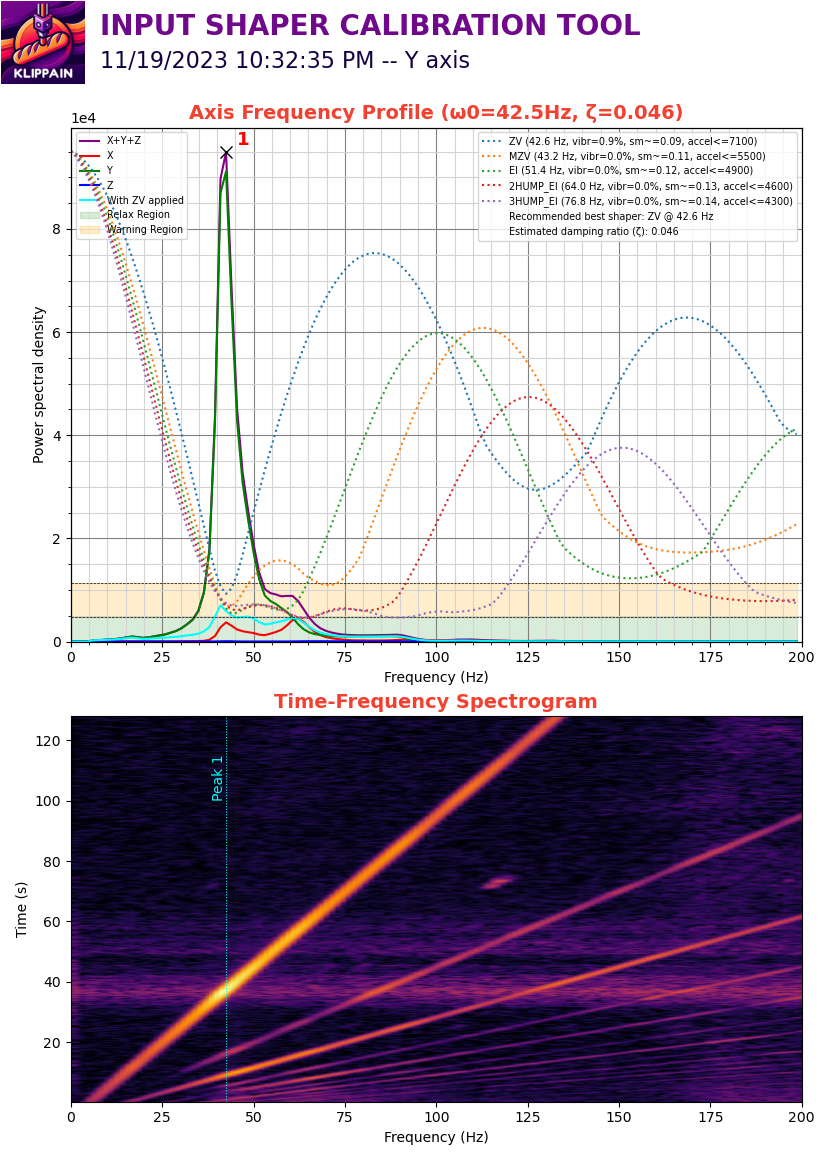 KLIPPAIN
INPUT SHAPER CALIBRATION TOOL
11/19/2023 10:32:35 PM -- Y axis
Axis Frequency Profile (ω0=42.5Hz, ζ=0.046)
1e4
1
X+Y+Z
X
Y
Z
With ZV applied
Relax Region
Warning Region
ZV (42.6 Hz, vibr=0.9%, sm~=0.09, accel<=7100)
MZV (43.2 Hz, vibr=0.0%, sm~=0.11, accel<=5500)
EI (51.4 Hz, vibr=0.0%, sm~=0.12, accel<=4900)
2HUMP_EI (64.0 Hz, vibr=0.0%, sm~=0.13, accel<=4600)
3HUMP_EI (76.8 Hz, vibr=0.0%, sm~=0.14, accel<=4300)
Recommended best shaper: ZV @ 42.6 Hz
Estimated damping ratio (ζ): 0.046
Power spectral density
8
6
4
2
0
0 25 50 75 100 125 150 175 200
Frequency (Hz)
Time-Frequency Spectrogram
Peak 1
Time (s)
120
100
80
60
40
20
0 25 50 75 100 125 150 175 200
Frequency (Hz)